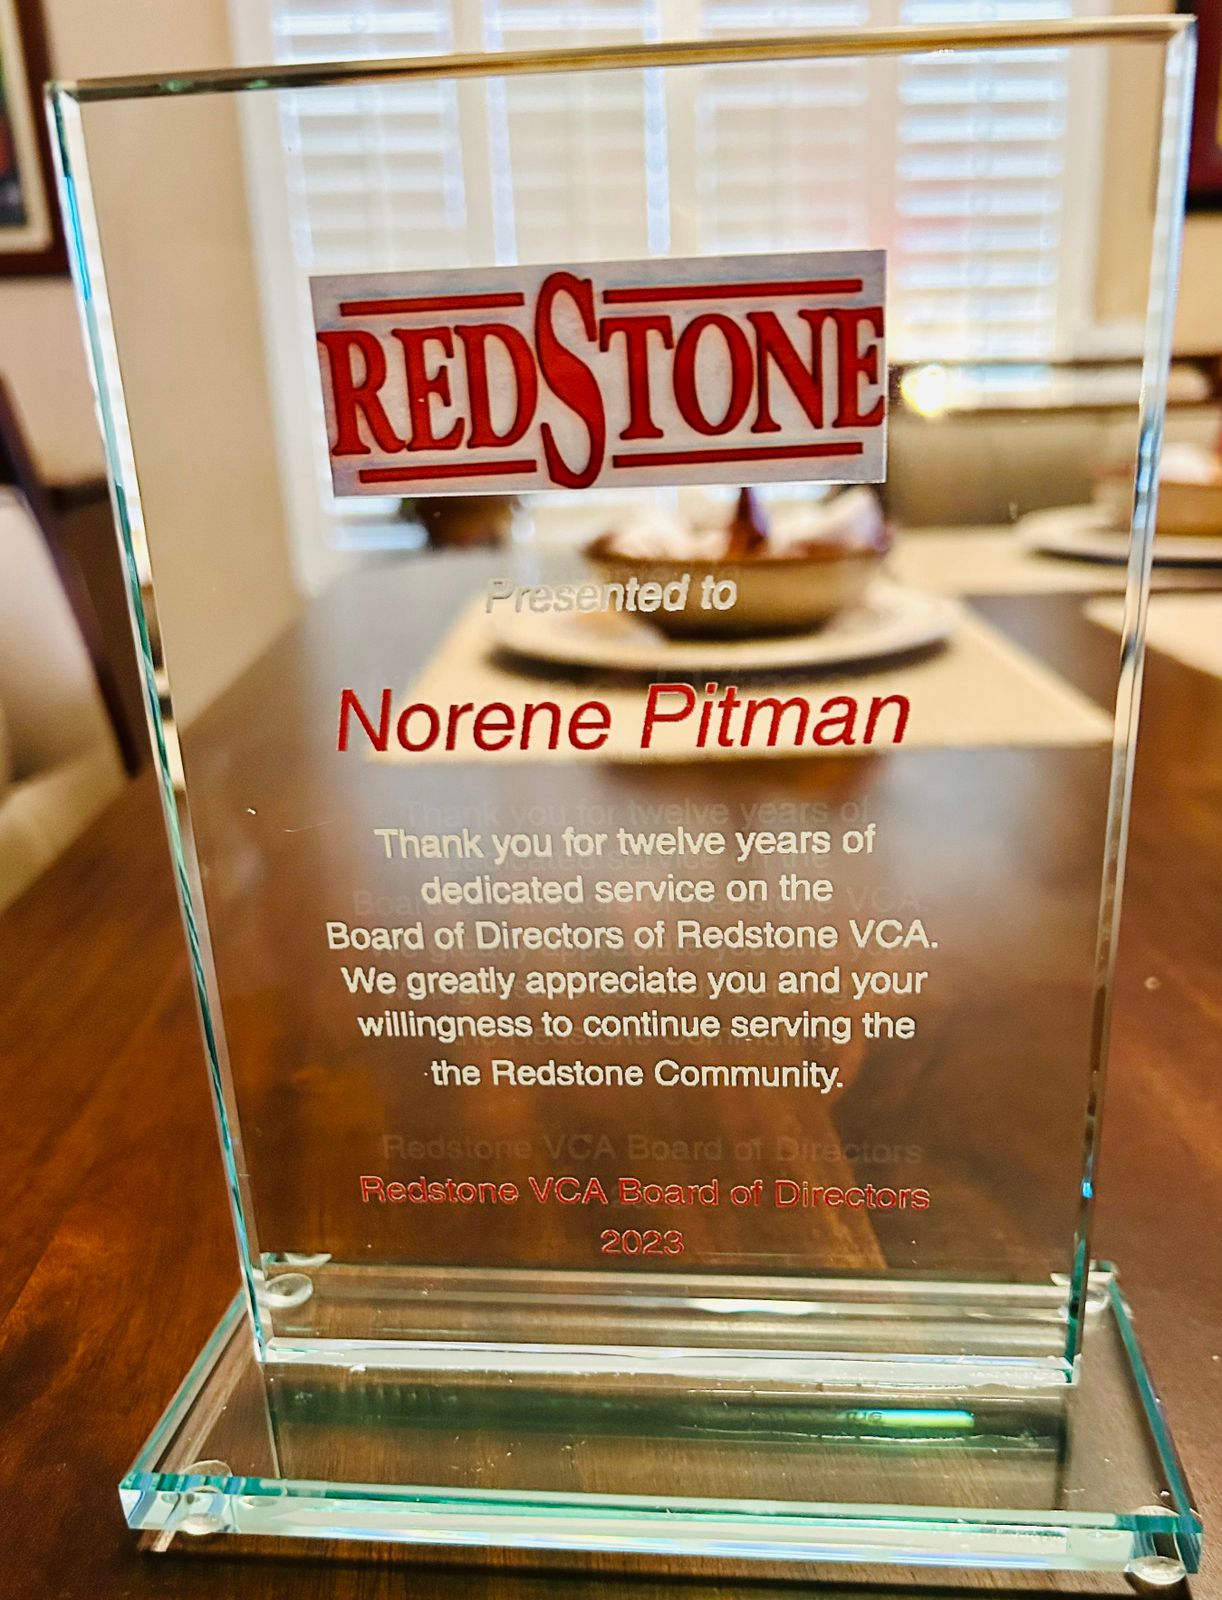 REDSTONE
Presented to
Norene Pitman
Thank you for twelve years of
dedicated service on the
Board of Directors of Redstone VCA.
We greatly appreciate you and your
willingness to continue serving the
the Redstone Community.
Redstone VCA Board of Directors
2023